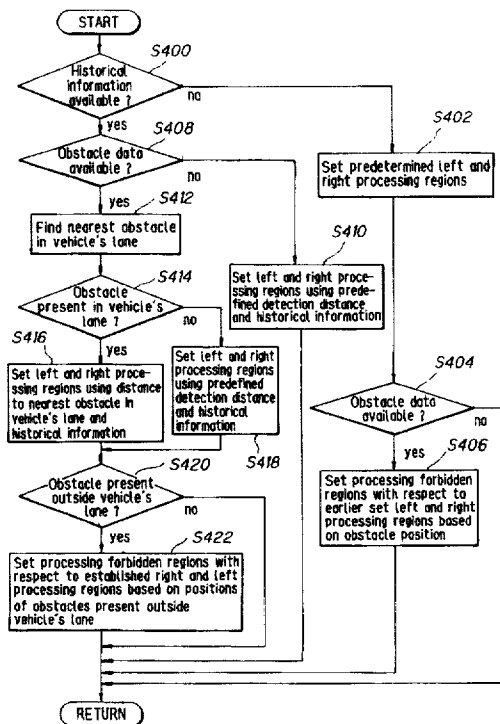 START
S400
Historical
information
available ?
no
yes
S402
Set predetermined left and
right processing regions
S408
Obstacle data
available ?
no
yes
S412
Find nearest obstacle
in vehicle's lane
S410
Set left and right proce-
ssing regions using prede-
fined detection distance
and historical information
S414
Obstacle
present in vehicle's
lane ?
no
yes
S416
Set left and right proce-
ssing regions using distance
to nearest obstacle in
vehicle's lane and
historical information
Set left and right
processing regions
using predefined
detection distance
and historical
information
S418
S404
Obstacle data
available ?
no
yes
S406
Set processing forbidden
regions with respect to
earlier set left and right
processing regions based
on obstacle position
S420
Obstacle present
outside vehicle's
lane ?
no
yes
S422
Set processing forbidden regions with
respect to established right and left
processing regions based on positions
of obstacles present outside
vehicle's lane
RETURN